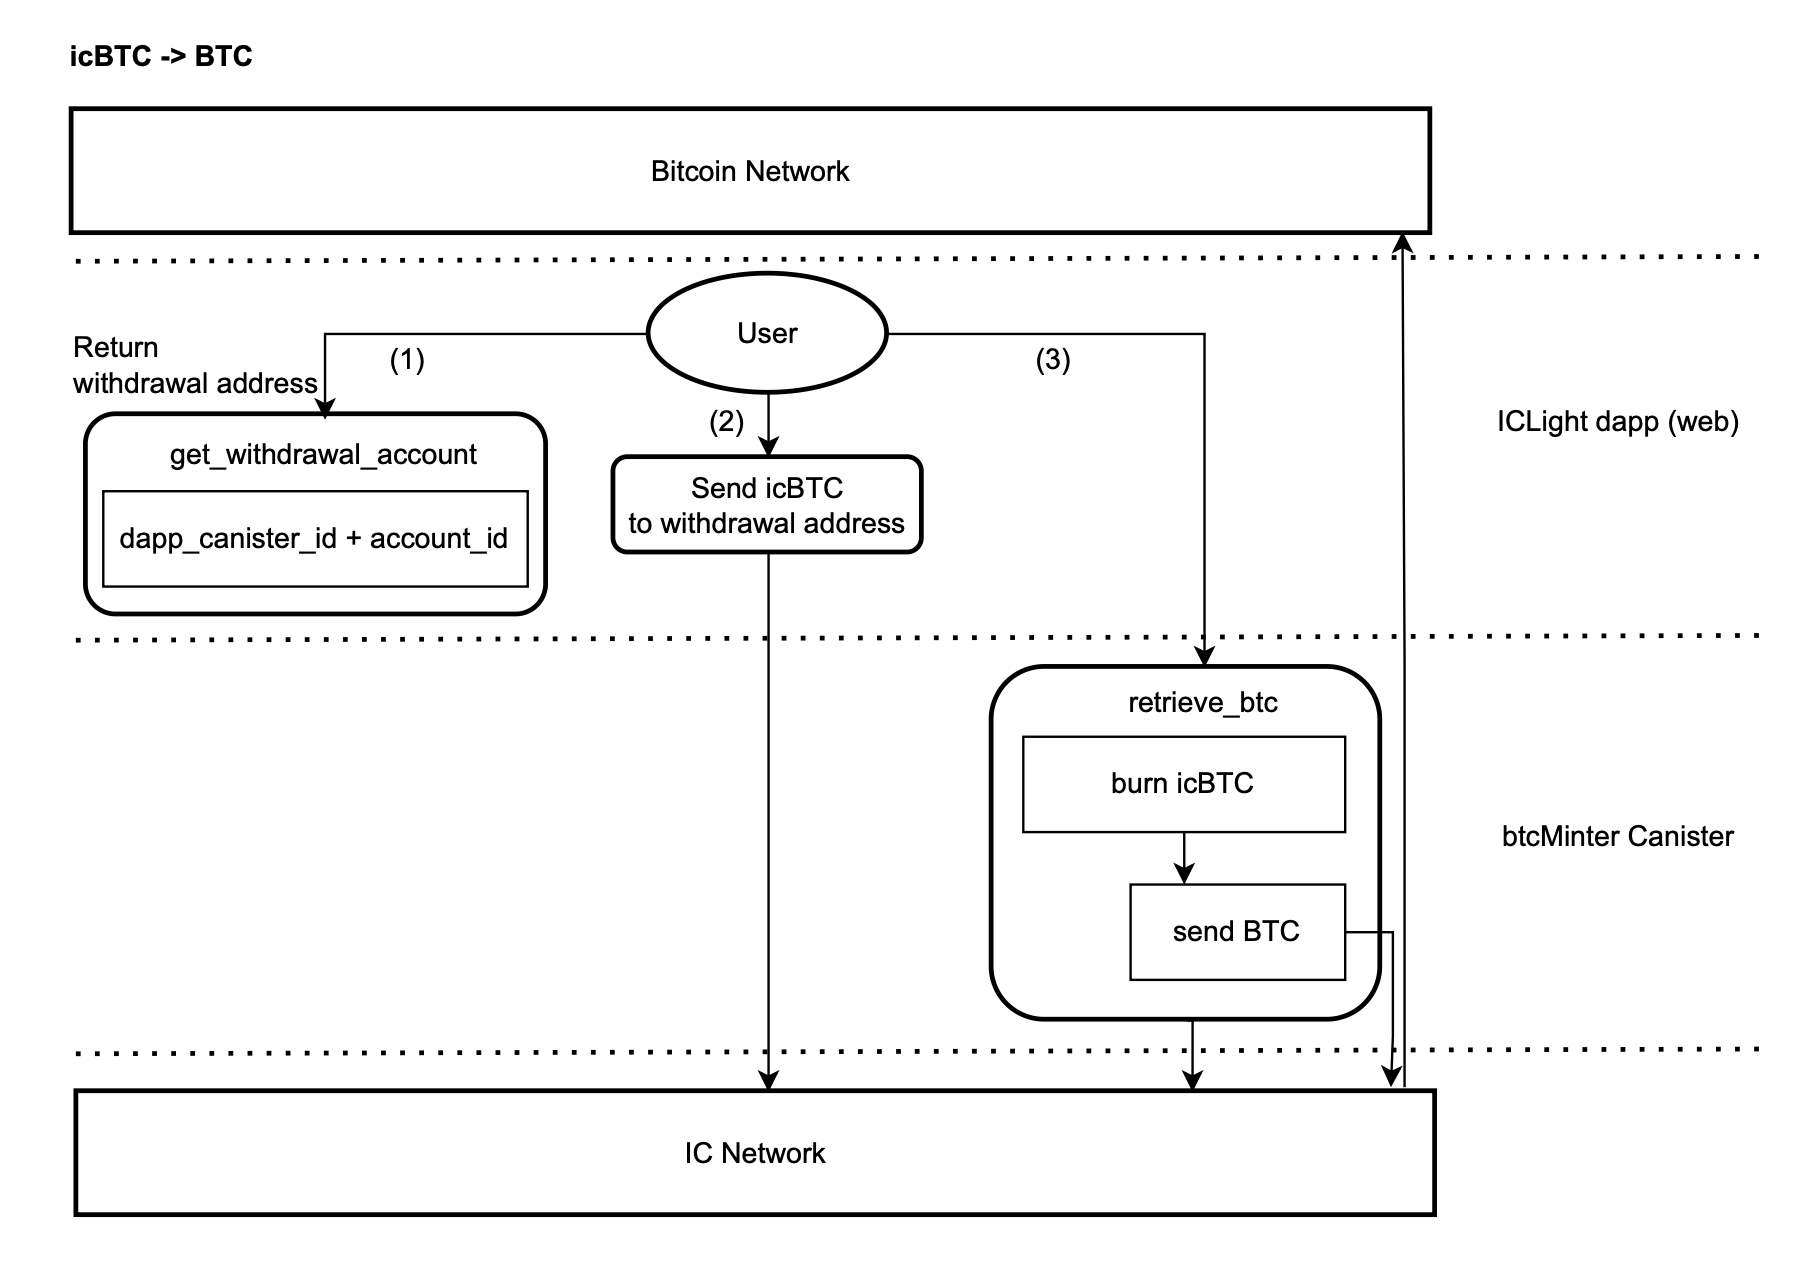 icBTC -> BTC
Bitcoin Network
User
Return
withdrawal address
(1)
(3)
(2)
ICLight dapp (web)
get_withdrawal_account
dapp_canister_id + account_id
Send icBTC
to withdrawal address
retrieve_btc
burn icBTC
btcMinter Canister
send BTC
IC Network